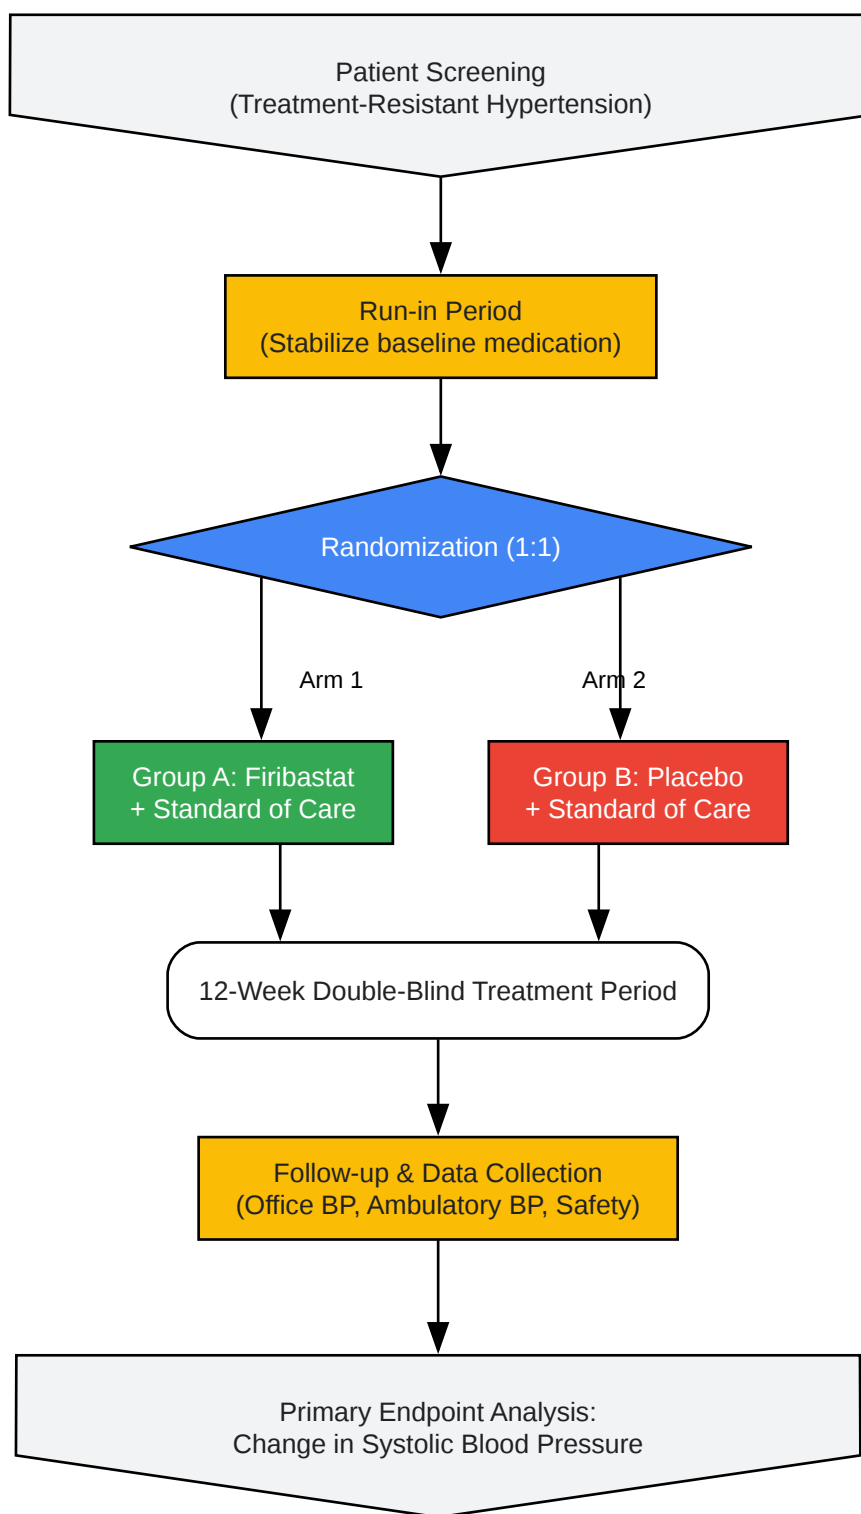 Patient Screening
(Treatment-Resistant Hypertension)
Run-in Period
(Stabilize baseline medication)
Randomization (1:1)
Arm 1
Arm 2
Group A: Firibastat
+ Standard of Care
Group B: Placebo
+ Standard of Care
12-Week Double-Blind Treatment Period
Follow-up & Data Collection
(Office BP, Ambulatory BP, Safety)
Primary Endpoint Analysis:
Change in Systolic Blood Pressure